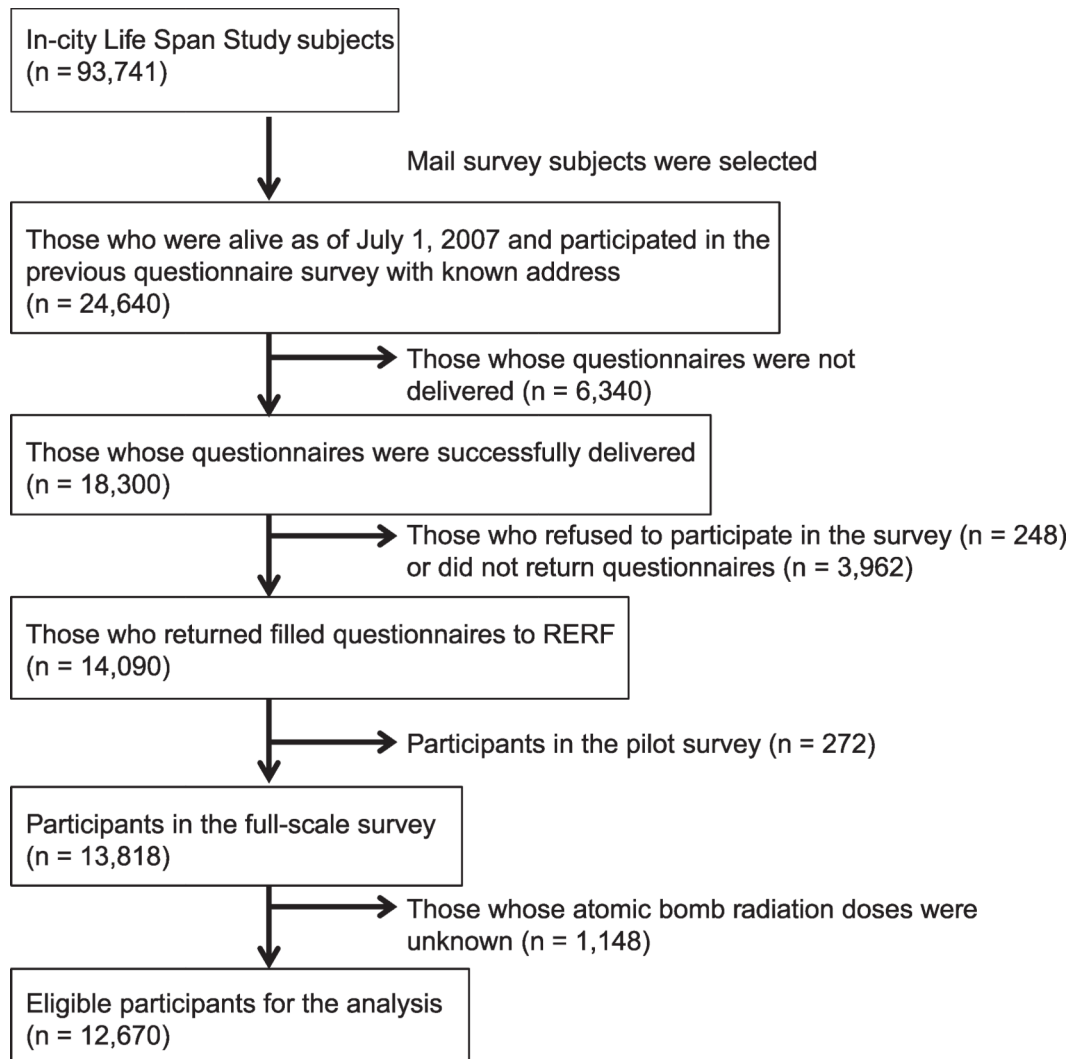 In-city Life Span Study subjects
(n = 93,741)
Mail survey subjects were selected
Those who were alive as of July 1, 2007 and participated in the
previous questionnaire survey with known address
(n = 24,640)
Those whose questionnaires were not
delivered (n = 6,340)
Those whose questionnaires were successfully delivered
(n = 18,300)
Those who refused to participate in the survey (n = 248)
or did not return questionnaires (n = 3,962)
Those who returned filled questionnaires to RERF
(n = 14,090)
Participants in the pilot survey (n = 272)
Participants in the full-scale survey
(n = 13,818)
Those whose atomic bomb radiation doses were
unknown (n = 1,148)
Eligible participants for the analysis
(n = 12,670)